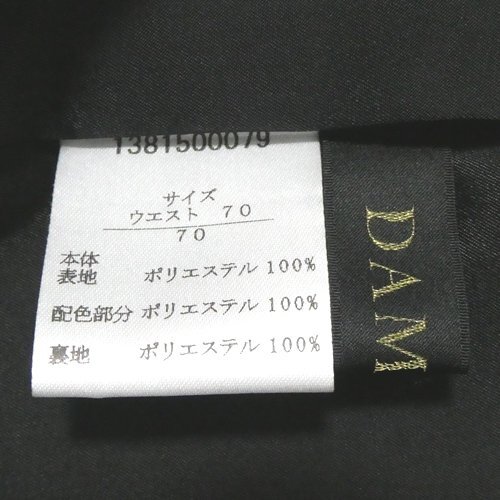 1381500079
サイズ
ウエスト 70
70
本体
表地 ポリエステル 100%
配色部分 ポリエステル 100%
裏地 ポリエステル 100%
DAM